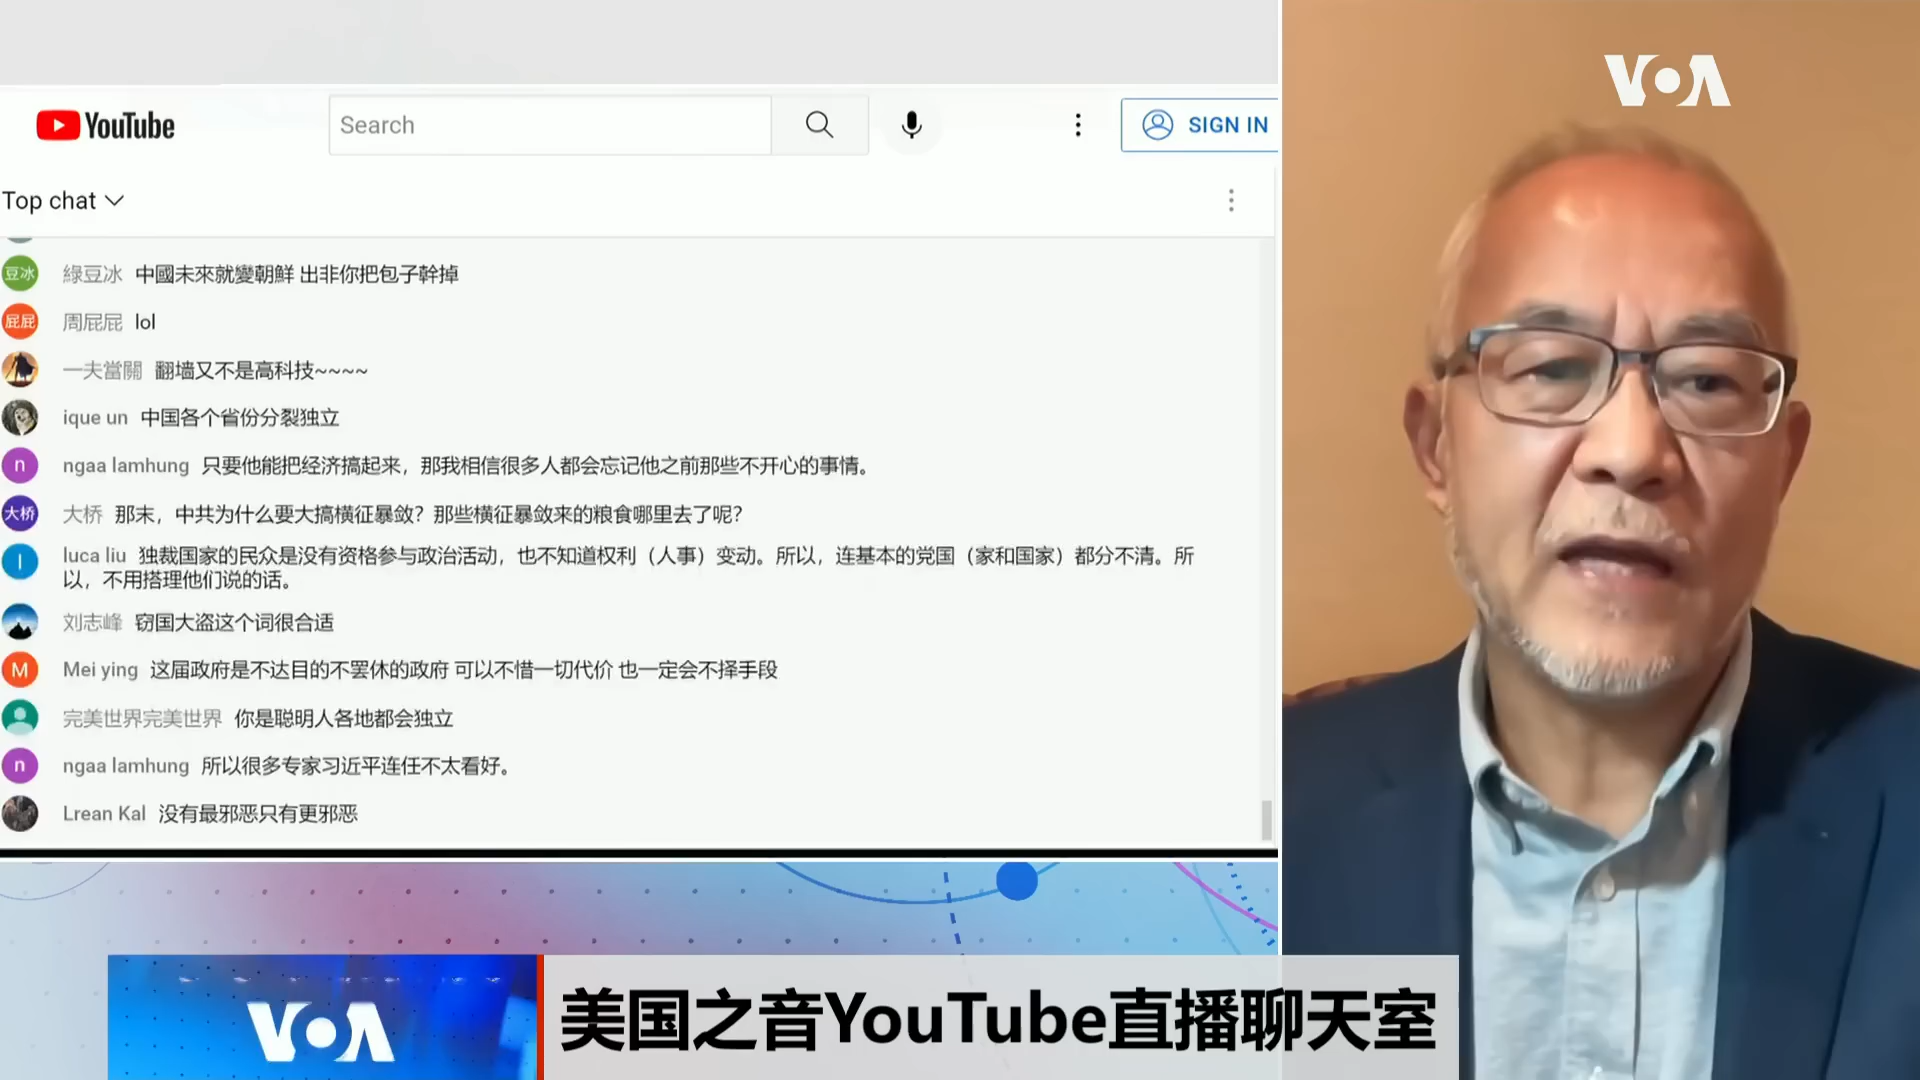 VOA
YouTube
Search
SIGN IN
Top chat
豆冰 綠豆冰 中國未來就變朝鮮 出非你把包子幹掉
屁屁 周屁屁 lol
一夫當關 翻墙又不是高科技~~~~
ique un 中国各个省份分裂独立
n ngaa lamhung 只要他能把经济搞起来，那我相信很多人都会忘记他之前那些不开心的事情。
大桥 大桥 那末，中共为什么要大搞横征暴敛？那些横征暴敛来的粮食哪里去了呢？
l luca liu 独裁国家的民众是没有资格参与政治活动，也不知道权利（人事）变动。所以，连基本的党国（家和国家）都分不清。所
以，不用搭理他们说的话。
刘志峰 窃国大盗这个词很合适
M Mei ying 这届政府是不达目的不罢休的政府 可以不惜一切代价 也一定会不择手段
完美世界完美世界 你是聪明人各地都会独立
n ngaa lamhung 所以很多专家习近平连任不太看好。
Lrean Kal 没有最邪恶只有更邪恶
VOA
美国之音YouTube直播聊天室